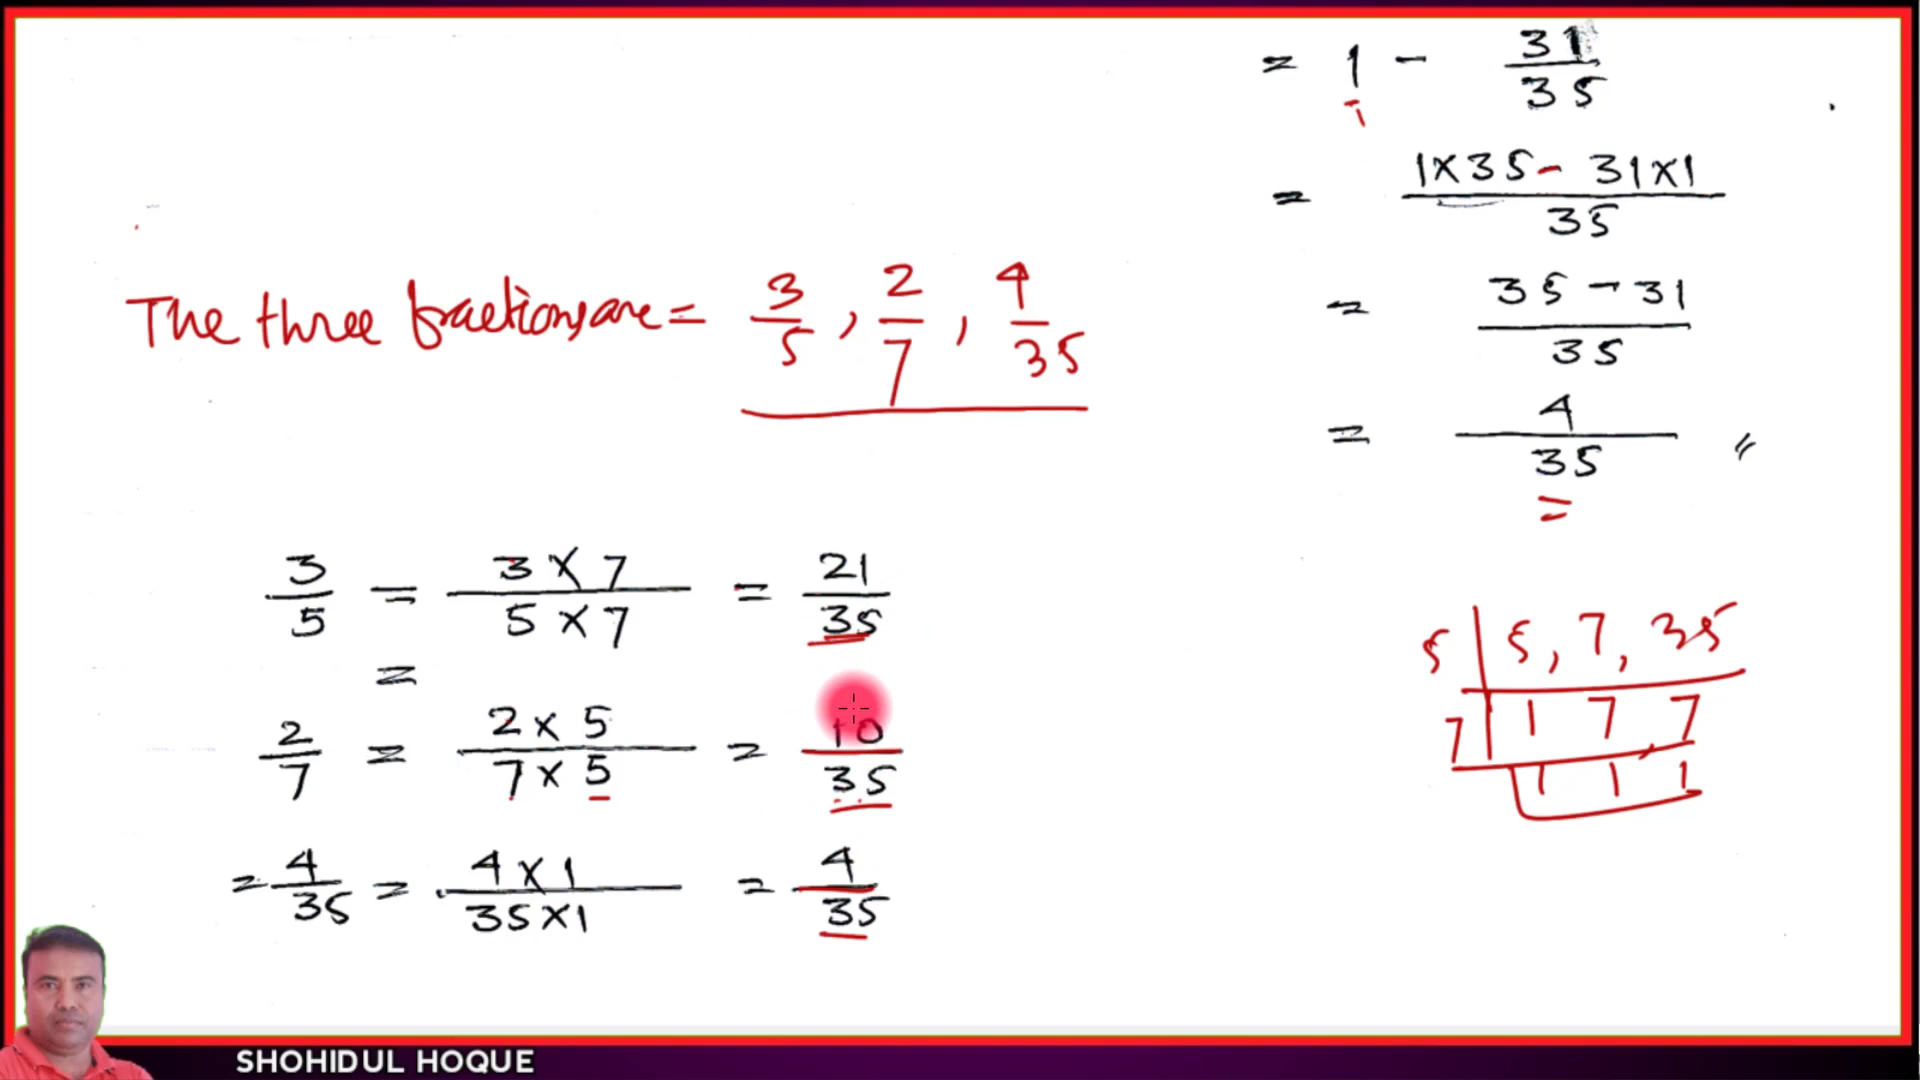 = 1 - 31/35
1
= 1×35 - 31×1 / 35
= 35 - 31 / 35
= 4/35 "
=
The three fractions are = 3/5 , 2/7 , 4/35
3/5 = 3 × 7 / 5 × 7 = 21/35
=
2/7 = 2 × 5 / 7 × 5 = 10/35
= 4/35 = 4 × 1 / 35 × 1 = 4/35
5 | 5, 7, 35
7 | 1 7, 7
1 1 1
SHOHIDUL HOQUE